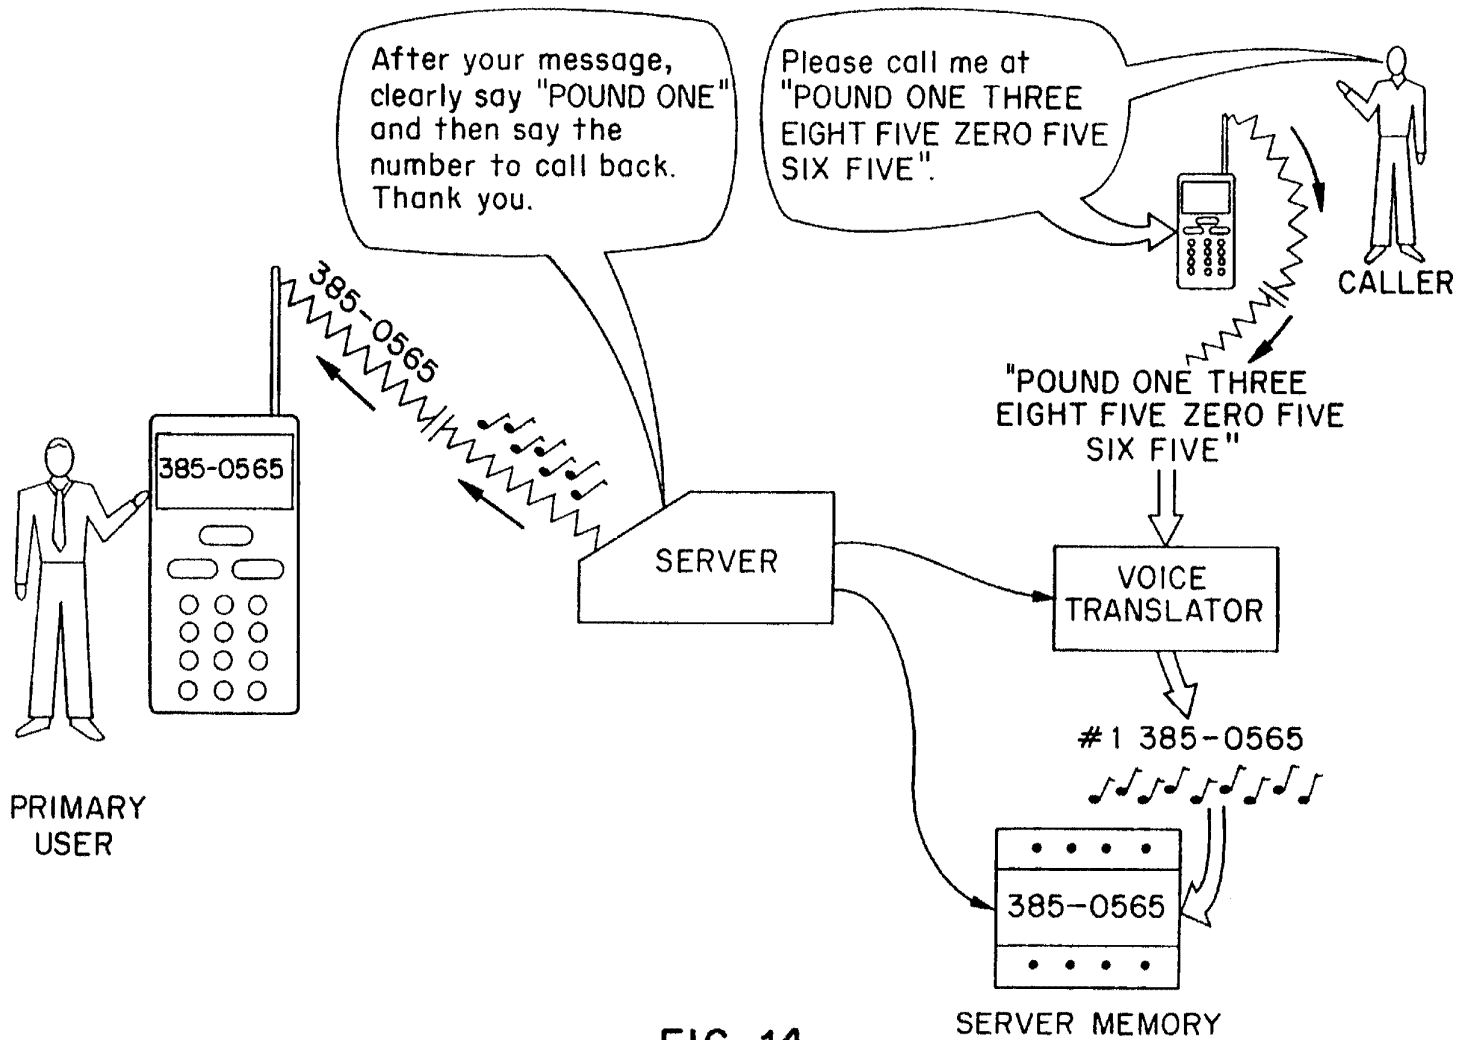 After your message,
clearly say "POUND ONE"
and then say the
number to call back.
Thank you.
Please call me at
"POUND ONE THREE
EIGHT FIVE ZERO FIVE
SIX FIVE".
CALLER
385-0565
"POUND ONE THREE
EIGHT FIVE ZERO FIVE
SIX FIVE"
385-0565
SERVER
VOICE
TRANSLATOR
#1 385-0565
PRIMARY
USER
385-0565
SERVER MEMORY
FIG. 14